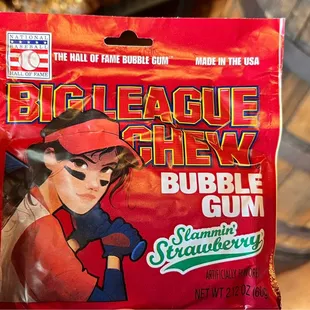 NATIONAL
BASEBALL
HALL OF FAME
THE HALL OF FAME BUBBLE GUM
MADE IN THE USA
BIG LEAGUE
CHEW
BUBBLE
GUM
Slammin'
Strawberry
ARTIFICIALLY FLAVORED
NET WT 2.12 OZ (60g